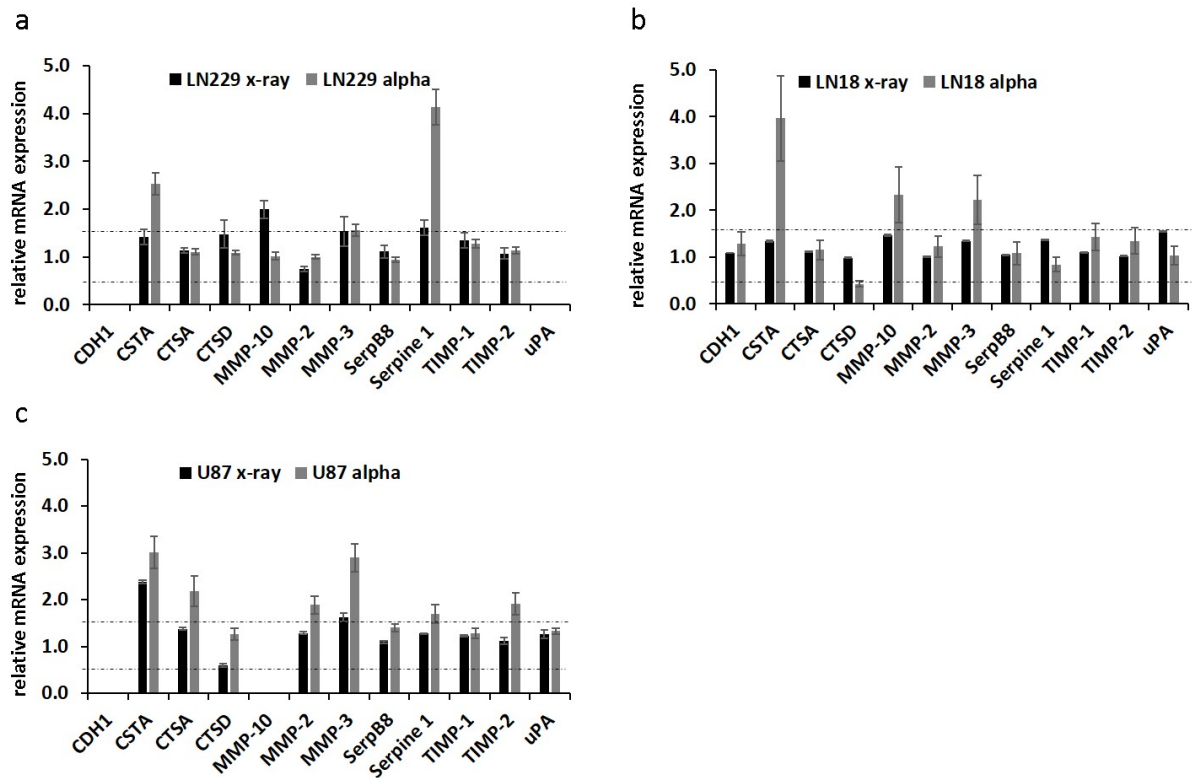 a
LN229 x-ray LN229 alpha
relative mRNA expression
5.0
4.0
3.0
2.0
1.0
0.0
CDH1 CSTA CTSA CTSD MMP-10 MMP-2 MMP-3 SerpB8 Serpine 1 TIMP-1 TIMP-2 uPA
b
LN18 x-ray LN18 alpha
relative mRNA expression
5.0
4.0
3.0
2.0
1.0
0.0
CDH1 CSTA CTSA CTSD MMP-10 MMP-2 MMP-3 SerpB8 Serpine 1 TIMP-1 TIMP-2 uPA
c
U87 x-ray U87 alpha
relative mRNA expression
5.0
4.0
3.0
2.0
1.0
0.0
CDH1 CSTA CTSA CTSD MMP-10 MMP-2 MMP-3 SerpB8 Serpine 1 TIMP-1 TIMP-2 uPA